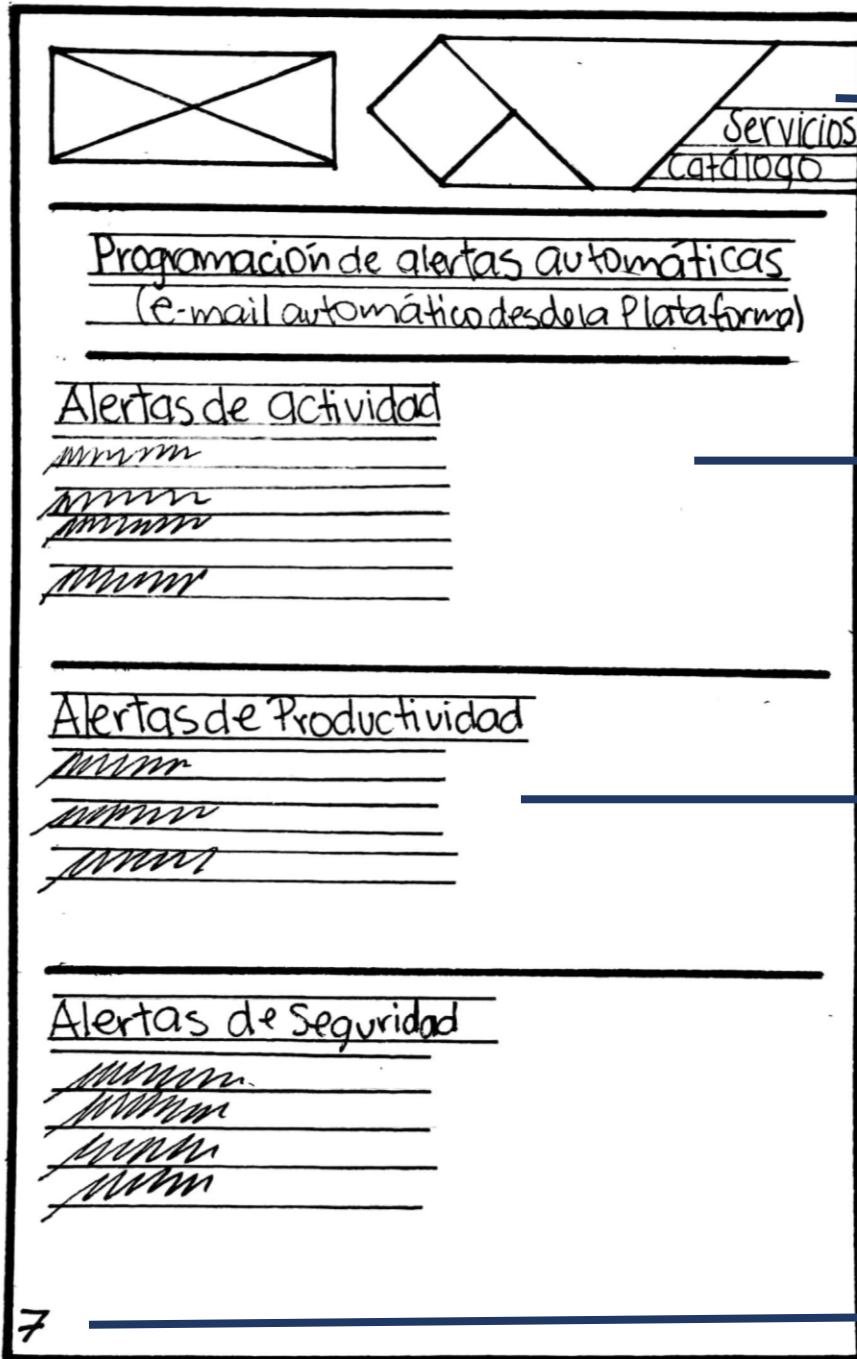 Servicios
Catálogo
Programación de alertas automáticas
(e-mail automático desde la Plataforma)
Alertas de actividad
Alertas de Productividad
Alertas de Seguridad
7